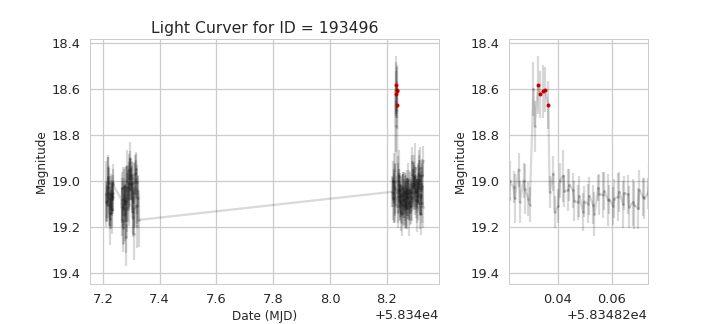 Light Curver for ID = 193496
18.4
18.6
18.8
19.0
19.2
19.4
Magnitude
7.2 7.4 7.6 7.8 8.0 8.2
Date (MJD)
+5.834e4
18.4
18.6
18.8
19.0
19.2
19.4
Magnitude
0.04 0.06
+5.83482e4